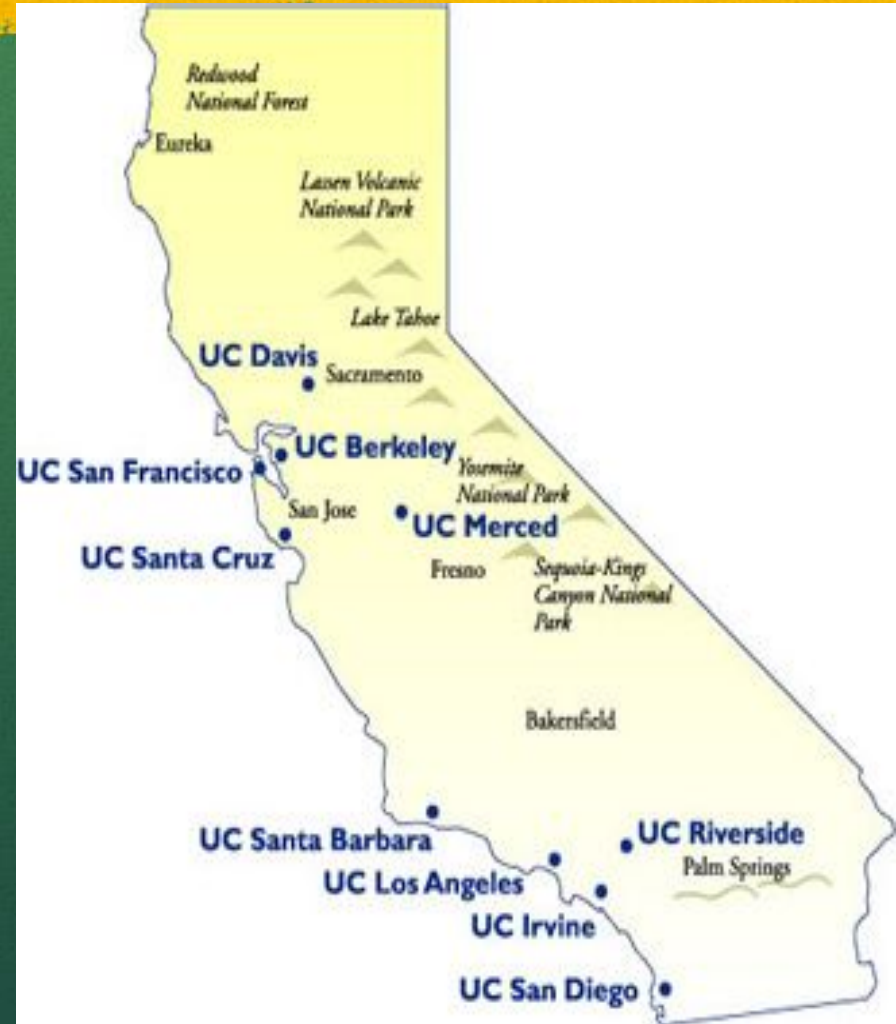 Redwood
National Forest
Eureka
Lassen Volcanic
National Park
Lake Tahoe
UC Davis
Sacramento
UC Berkeley
UC San Francisco
Yosemite
National Park
San Jose
UC Merced
UC Santa Cruz
Fresno
Sequoia-Kings
Canyon National
Park
Bakersfield
UC Santa Barbara
UC Riverside
Palm Springs
UC Los Angeles
UC Irvine
UC San Diego